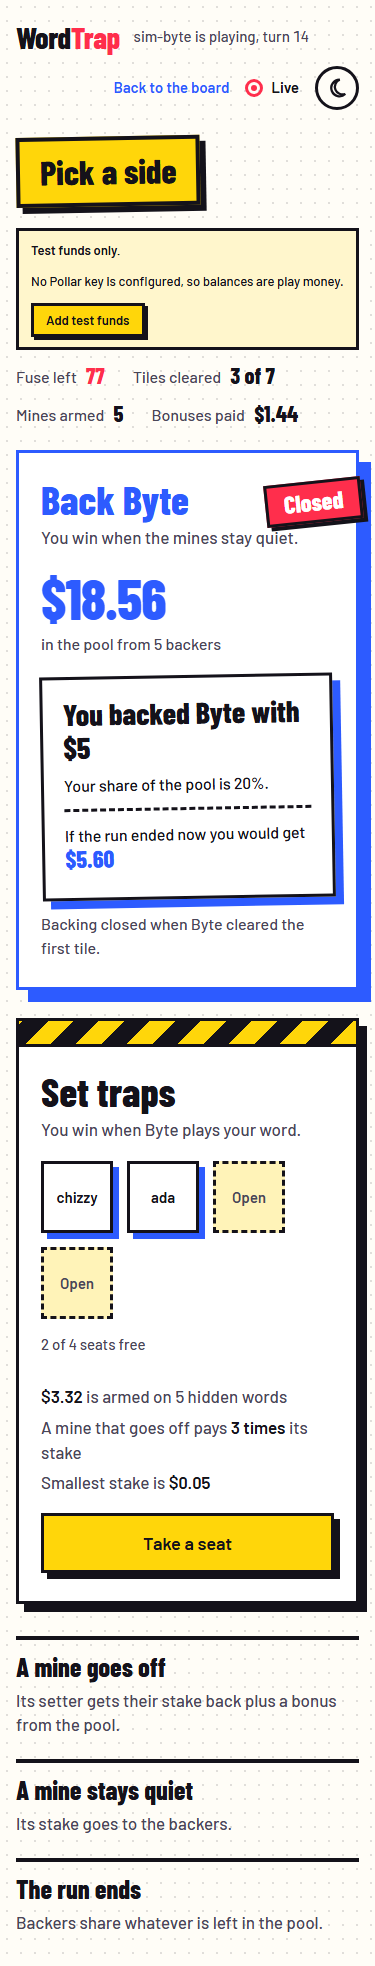 WordTrap sim-byte is playing, turn 14
Back to the board Live
Pick a side
Test funds only.
No Pollar key is configured, so balances are play money.
Add test funds
Fuse left 77 Tiles cleared 3 of 7
Mines armed 5 Bonuses paid $1.44
Back Byte
Closed
You win when the mines stay quiet.
$18.56
in the pool from 5 backers
You backed Byte with
$5
Your share of the pool is 20%.
If the run ended now you would get
$5.60
Backing closed when Byte cleared the
first tile.
Set traps
You win when Byte plays your word.
chizzy ada Open
Open
2 of 4 seats free
$3.32 is armed on 5 hidden words
A mine that goes off pays 3 times its
stake
Smallest stake is $0.05
Take a seat
A mine goes off
Its setter gets their stake back plus a bonus
from the pool.
A mine stays quiet
Its stake goes to the backers.
The run ends
Backers share whatever is left in the pool.